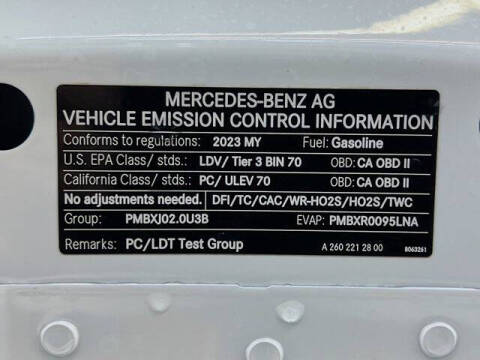 MERCEDES-BENZ AG
VEHICLE EMISSION CONTROL INFORMATION
Conforms to regulations: 2023 MY Fuel: Gasoline
U.S. EPA Class/ stds.: LDV/ Tier 3 BIN 70 OBD: CA OBD II
California Class/ stds.: PC/ ULEV 70 OBD: CA OBD II
No adjustments needed. DFI/TC/CAC/WR-HO2S/HO2S/TWC
Group: PMBXJ02.0U3B EVAP: PMBXR0095LNA
Remarks: PC/LDT Test Group A 260 221 28 00 8063261